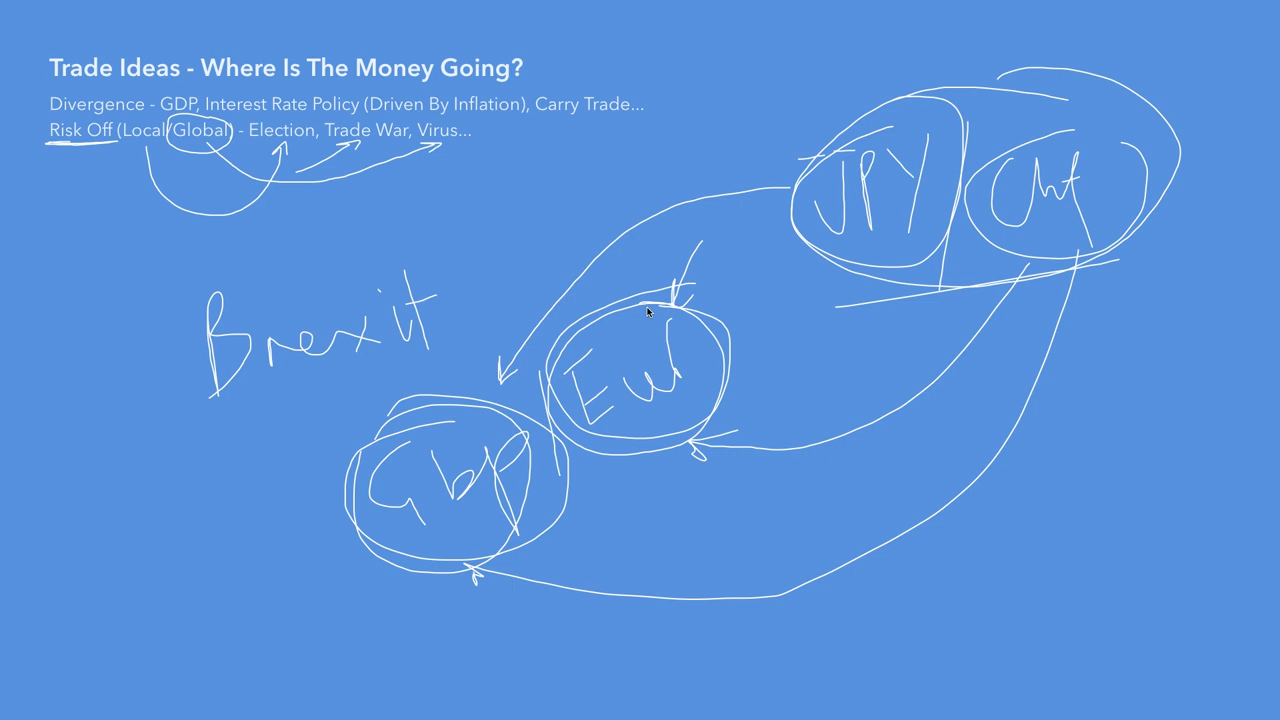 Trade Ideas - Where Is The Money Going?
Divergence - GDP, Interest Rate Policy (Driven By Inflation), Carry Trade...
Risk Off (Local/Global) - Election, Trade War, Virus...
JPY
Chf
Brexit
Eur
Gbp